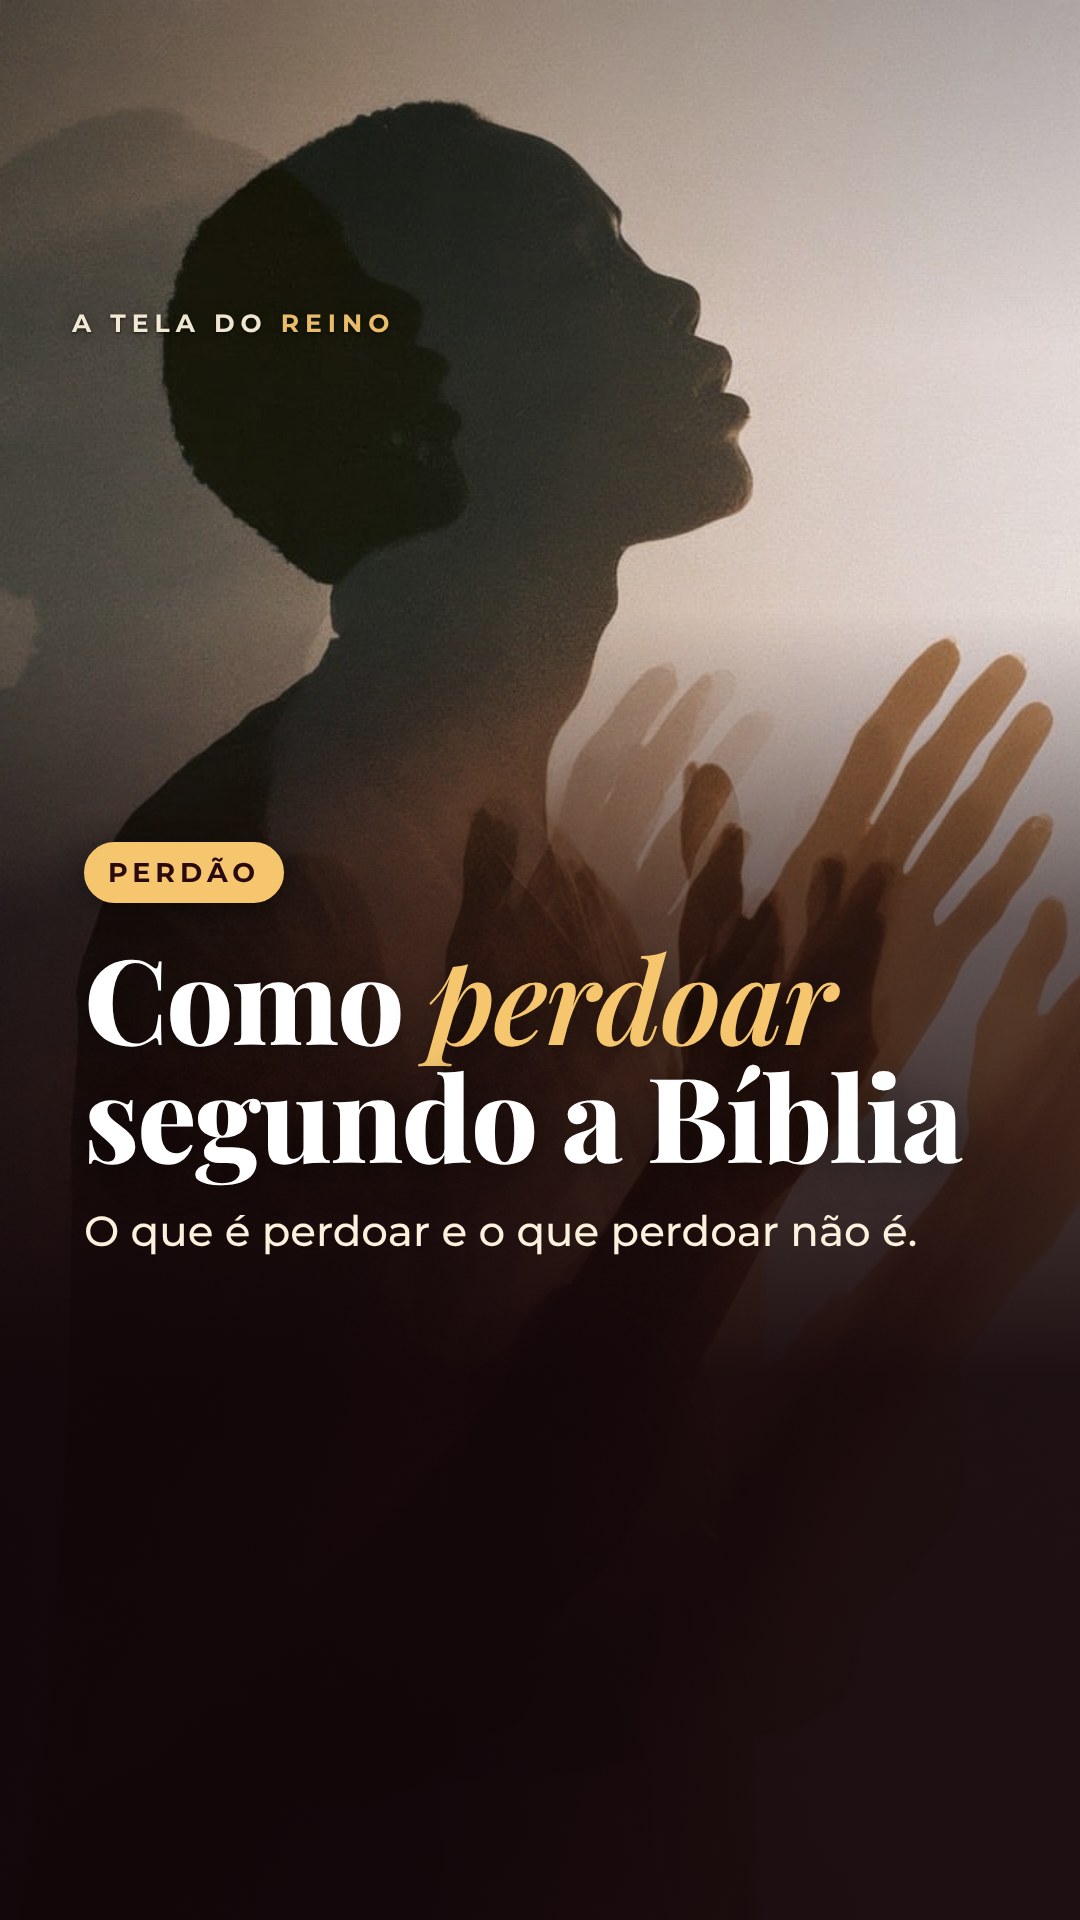 A TELA DO REINO
PERDÃO
Como perdoar
segundo a Bíblia
O que é perdoar e o que perdoar não é.